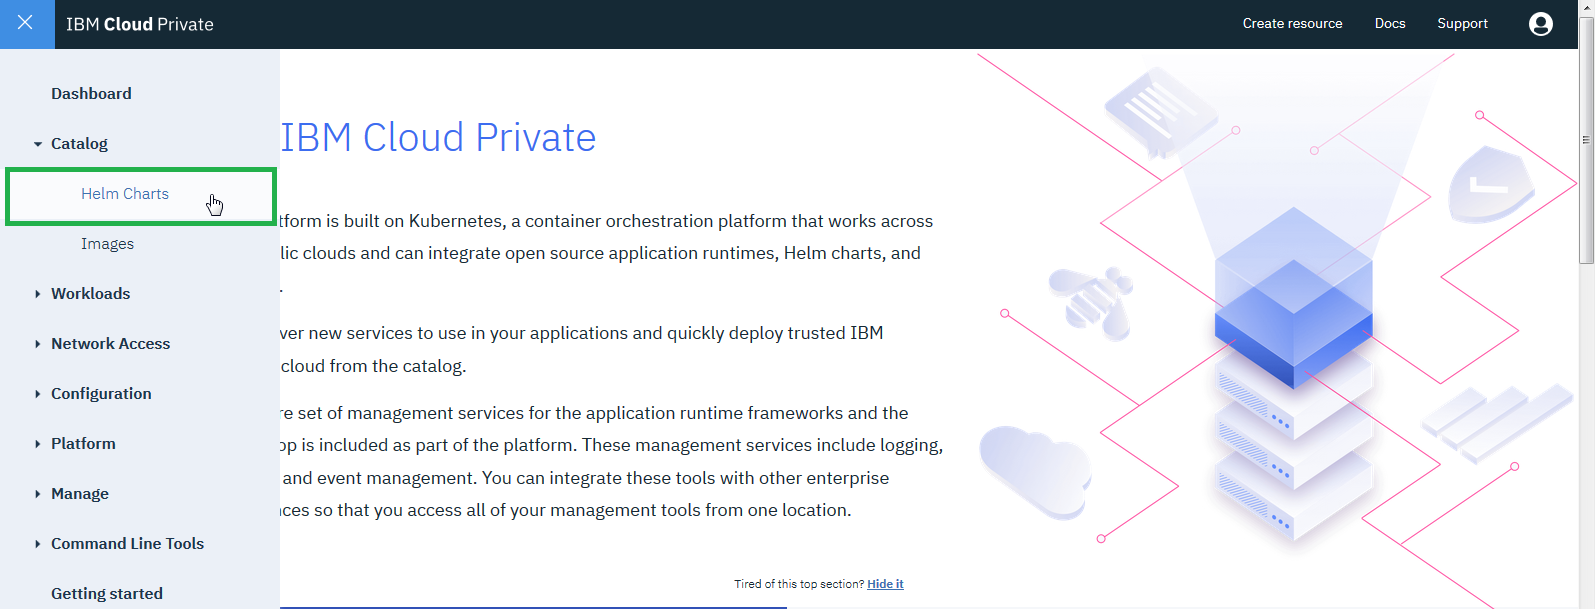 IBM Cloud Private
Create resource
Docs
Support
Dashboard
Catalog
Helm Charts
Images
Workloads
Network Access
Configuration
Platform
Manage
Command Line Tools
Getting started
IBM Cloud Private
tform is built on Kubernetes, a container orchestration platform that works across
lic clouds and can integrate open source application runtimes, Helm charts, and
.
ver new services to use in your applications and quickly deploy trusted IBM
cloud from the catalog.
re set of management services for the application runtime frameworks and the
op is included as part of the platform. These management services include logging,
and event management. You can integrate these tools with other enterprise
nces so that you access all of your management tools from one location.
Tired of this top section? Hide it